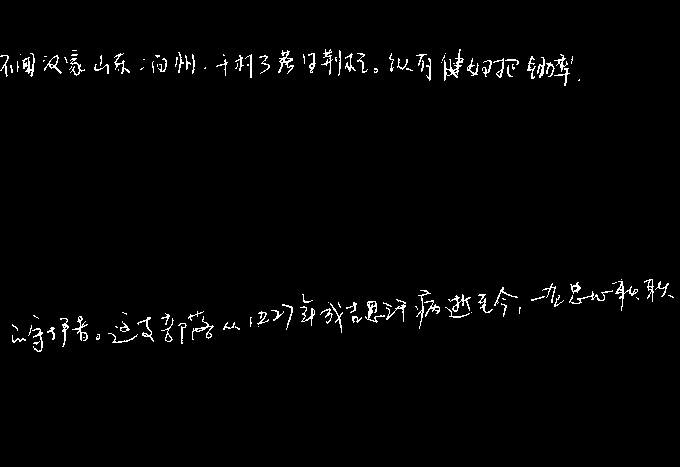 不闻汉家山东二百州.千村万落生荆杞。纵有健妇把锄犁.
的守护者。这支部落从1227年成吉思汗病逝至今,一直忠心耿耿